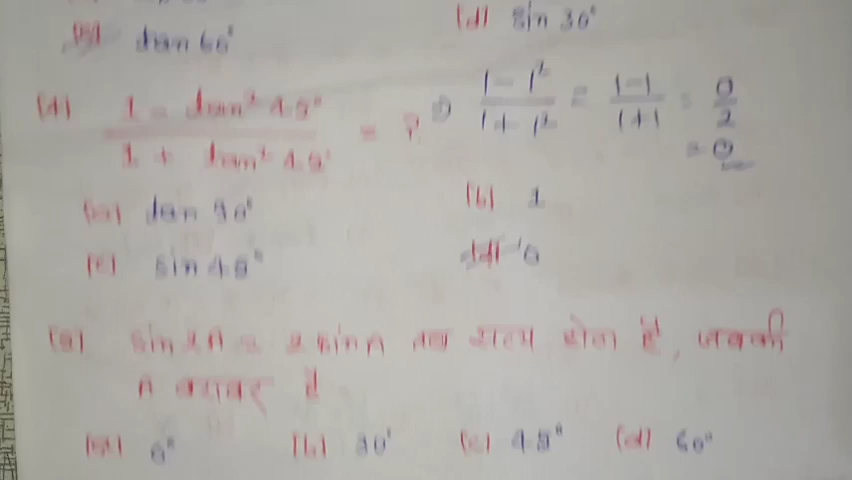 tan 60° (d) sin 30°
(4) 1 - tan² 45° / 1 + tan² 45° = ? ⇒ 1 - 1² / 1 + 1² = 1 - 1 / 1 + 1 = 0 / 2
= 0
(a) tan 90° (b) 1
(c) sin 45° (d) 0
(5) sin 2A = 2 sin A तब सत्य होता है, जबकी
A बराबर है
(a) 0° (b) 30° (c) 45° (d) 60°